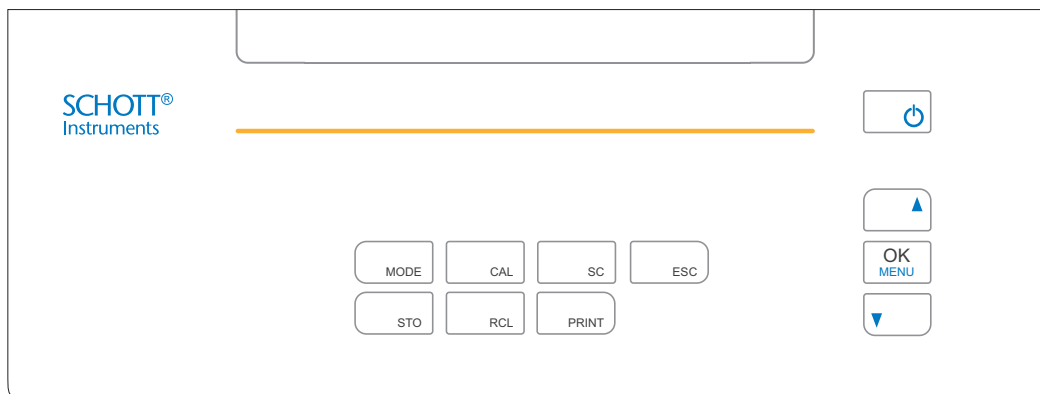 SCHOTT®
Instruments
MODE CAL SC ESC
STO RCL PRINT
OK
MENU